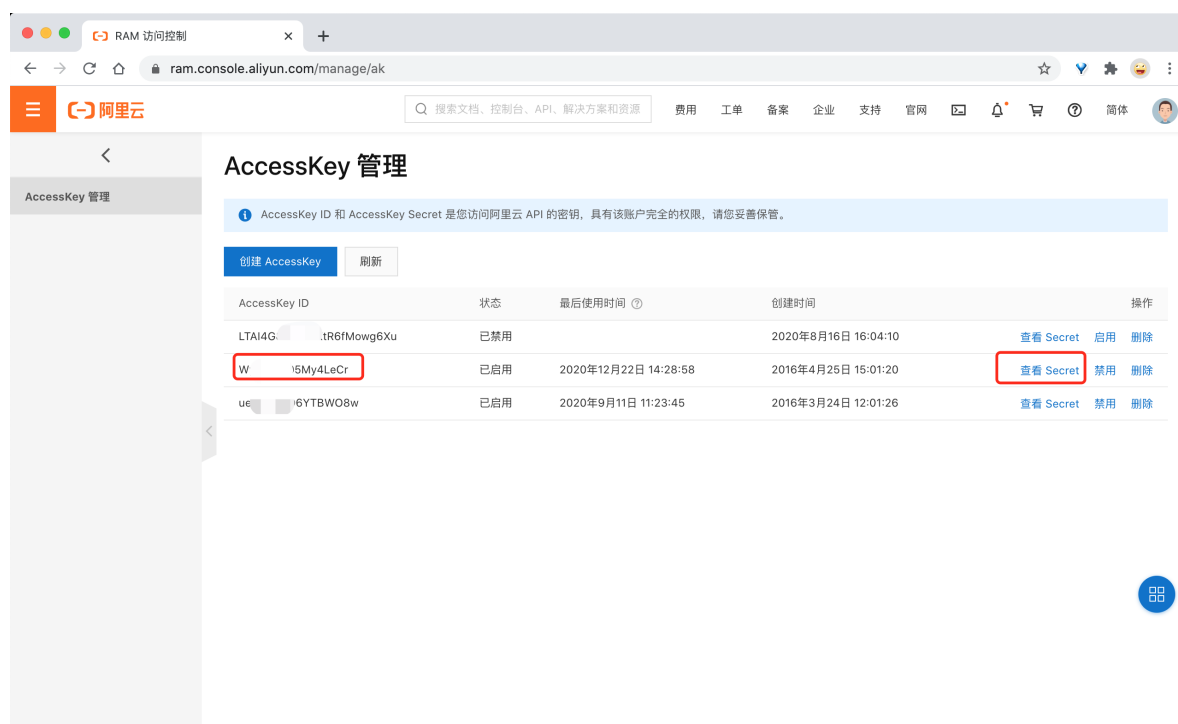 RAM 访问控制
ram.console.aliyun.com/manage/ak
阿里云
搜索文档、控制台、API、解决方案和资源 费用 工单 备案 企业 支持 官网 简体
AccessKey 管理
AccessKey 管理
AccessKey ID 和 AccessKey Secret 是您访问阿里云 API 的密钥，具有该账户完全的权限，请您妥善保管。
创建 AccessKey 刷新
AccessKey ID 状态 最后使用时间 创建时间 操作
LTAI4G tR6fMowg6Xu 已禁用 2020年8月16日 16:04:10 查看 Secret 启用 删除
W 5My4LeCr 已启用 2020年12月22日 14:28:58 2016年4月25日 15:01:20 查看 Secret 禁用 删除
ue 6YTBWO8w 已启用 2020年9月11日 11:23:45 2016年3月24日 12:01:26 查看 Secret 禁用 删除